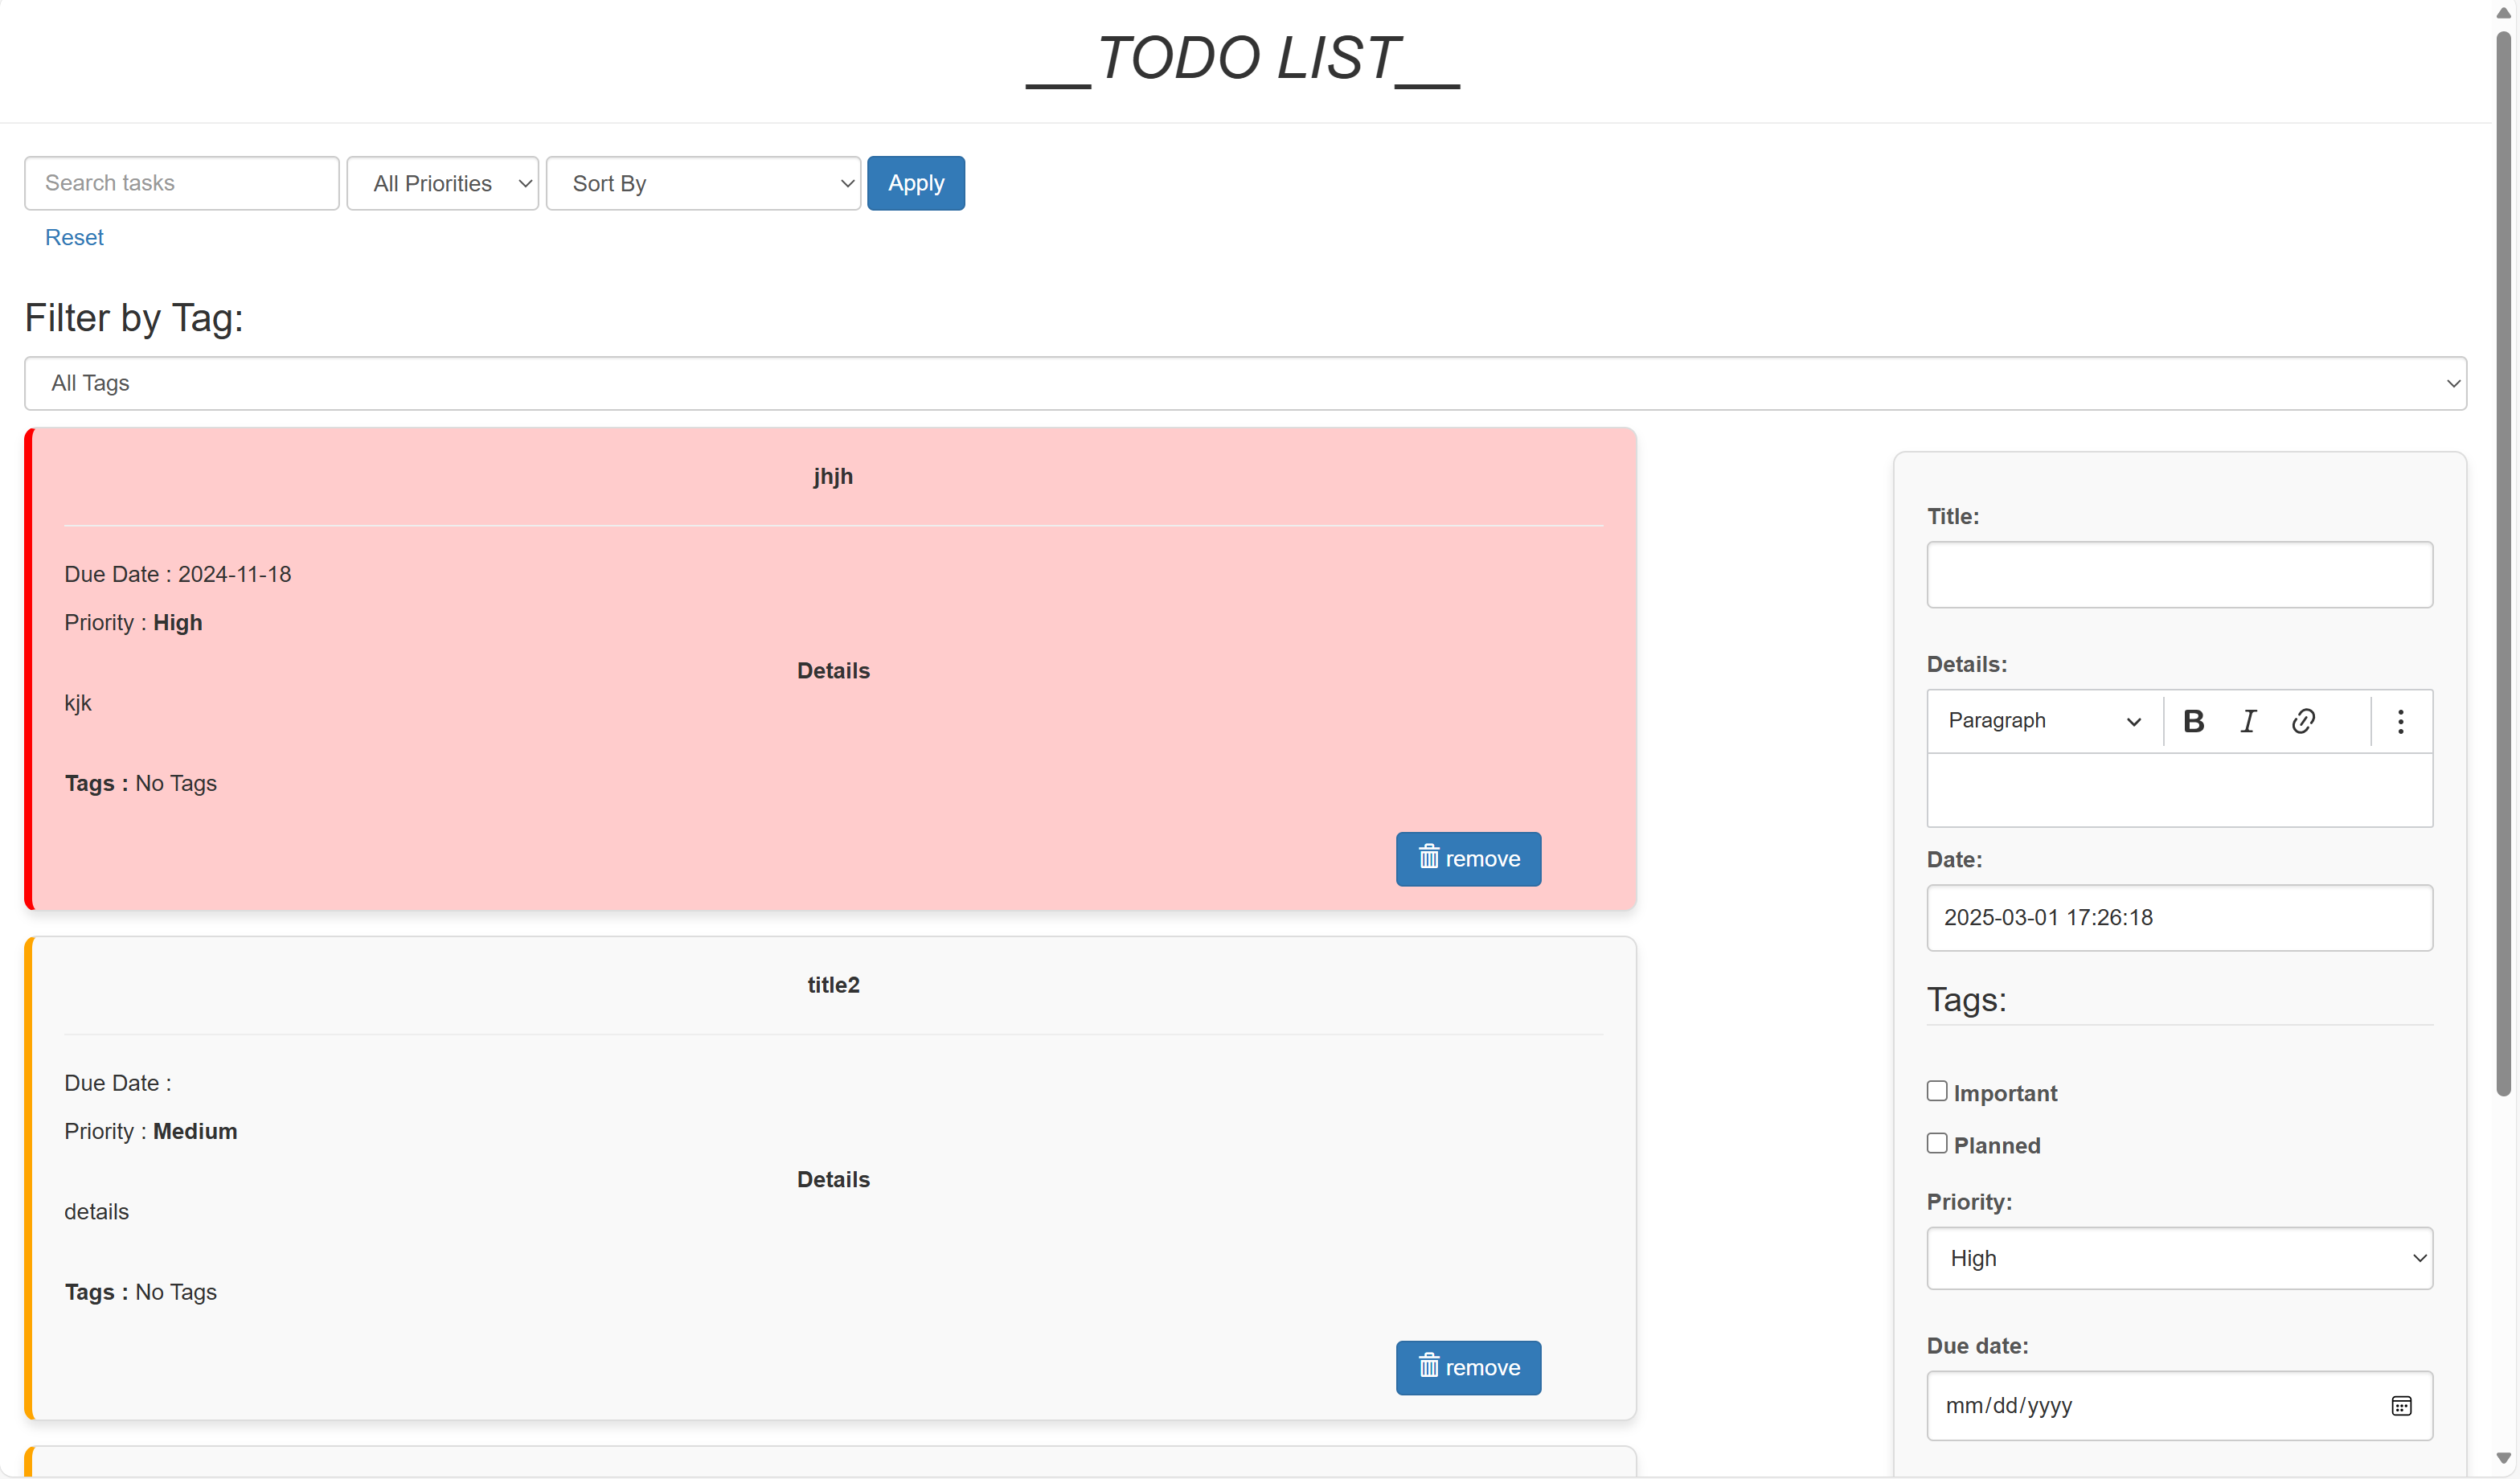 __TODO LIST__
Search tasks
All Priorities
Sort By
Apply
Reset
Filter by Tag:
All Tags
jhjh
Due Date : 2024-11-18
Priority : High
Details
kjk
Tags : No Tags
remove
title2
Due Date :
Priority : Medium
Details
details
Tags : No Tags
remove
Title:
Details:
Paragraph
B I
Date:
2025-03-01 17:26:18
Tags:
Important
Planned
Priority:
High
Due date:
mm/dd/yyyy